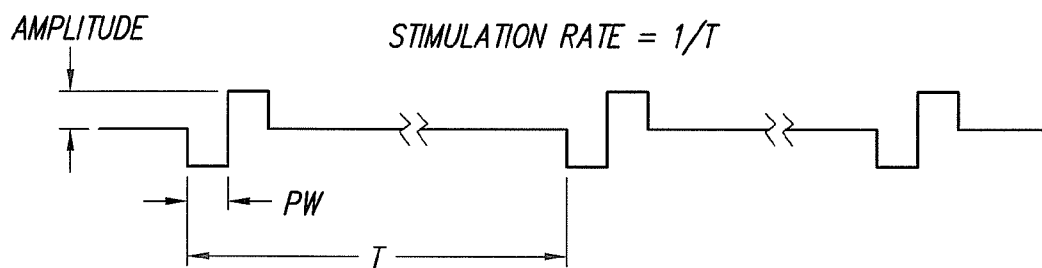 AMPLITUDE
STIMULATION RATE = 1/T
PW
T